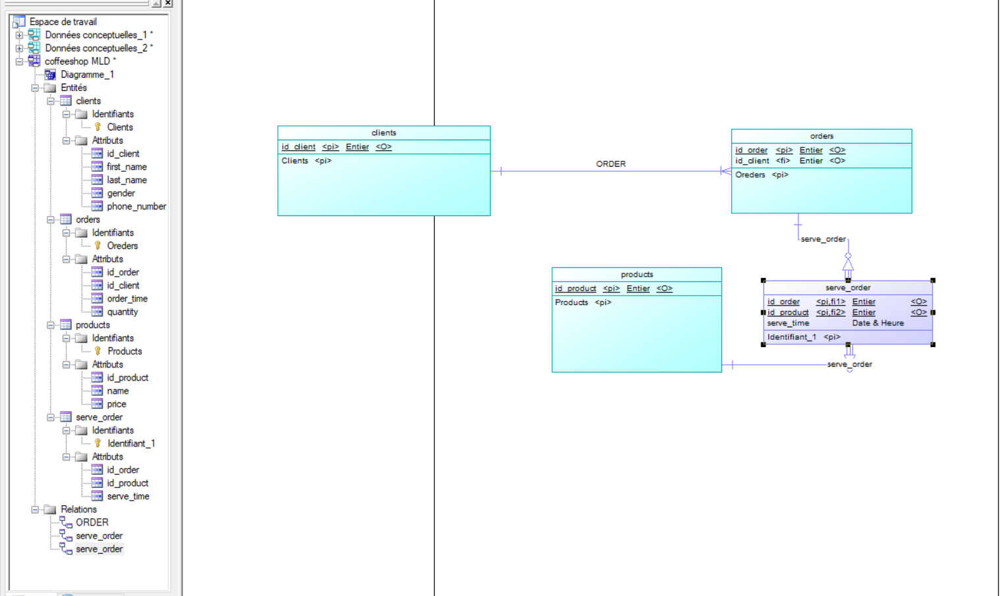 Espace de travail
Données conceptuelles_1 *
Données conceptuelles_2 *
coffeeshop MLD *
Diagramme_1
Entités
clients
Identifiants
Clients
Attributs
id_client
first_name
last_name
gender
phone_number
orders
Identifiants
Oreders
Attributs
id_order
id_client
order_time
quantity
products
Identifiants
Products
Attributs
id_product
name
price
serve_order
Identifiants
Identifiant_1
Attributs
id_order
id_product
serve_time
Relations
ORDER
serve_order
serve_order
clients
id_client <pi> Entier <O>
Clients <pi>
ORDER
orders
id_order <pi> Entier <O>
id_client <fi> Entier <O>
Oreders <pi>
serve_order
products
id_product <pi> Entier <O>
Products <pi>
serve_order
id_order <pi,fi1> Entier <O>
id_product <pi,fi2> Entier <O>
serve_time Date & Heure
Identifiant_1 <pi>
serve_order